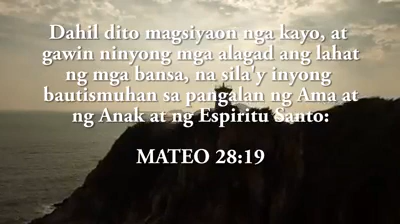 Dahil dito magsiyaon nga kayo, at
gawin ninyong mga alagad ang lahat
ng mga bansa, na sila'y inyong
bautismuhan sa pangalan ng Ama at
ng Anak at ng Espiritu Santo:
MATEO 28:19